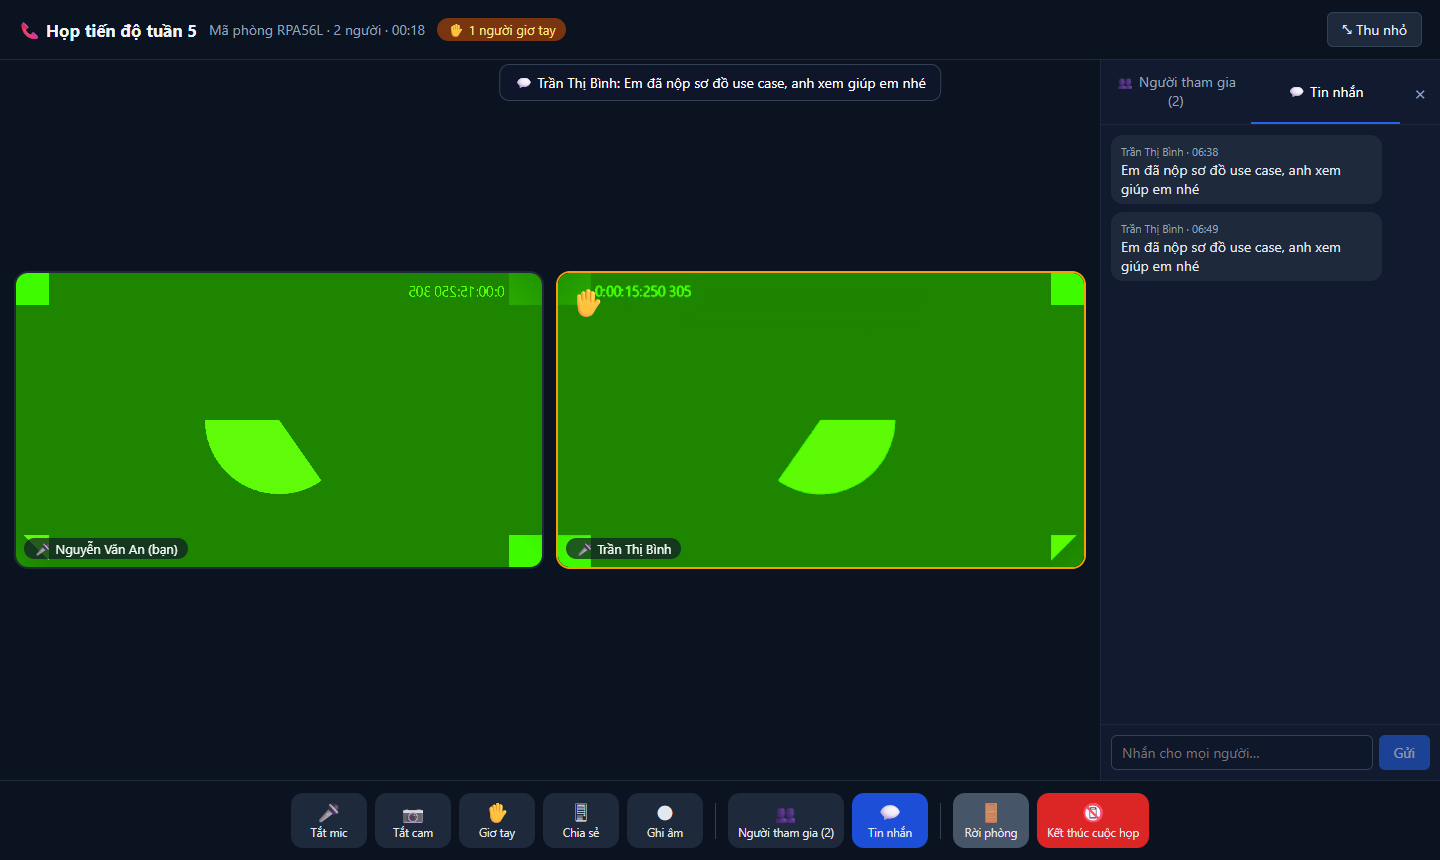 Họp tiến độ tuần 5 Mã phòng RPA56L · 2 người · 00:18 1 người giơ tay Thu nhỏ
Trần Thị Bình: Em đã nộp sơ đồ use case, anh xem giúp em nhé
Người tham gia
(2)
Tin nhắn
×
Trần Thị Bình · 06:38
Em đã nộp sơ đồ use case, anh xem
giúp em nhé
Trần Thị Bình · 06:49
Em đã nộp sơ đồ use case, anh xem
giúp em nhé
0:00:15:250 305
0:00:15:250 305
Nguyễn Văn An (bạn)
Trần Thị Bình
Nhắn cho mọi người...
Gửi
Tắt mic
Tắt cam
Giơ tay
Chia sẻ
Ghi âm
Người tham gia (2)
Tin nhắn
Rời phòng
Kết thúc cuộc họp